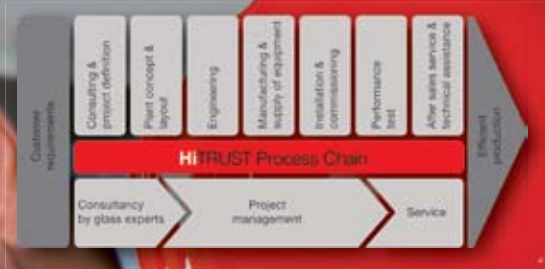 Customer
requirements
Consulting &
project definition
Plant concept &
layout
Engineering
Manufacturing &
supply of equipment
Installation &
commissioning
Performance
test
After sales service &
technical assistance
Efficient
production
HiTRUST Process Chain
Consultancy
by glass experts
Project
management
Service